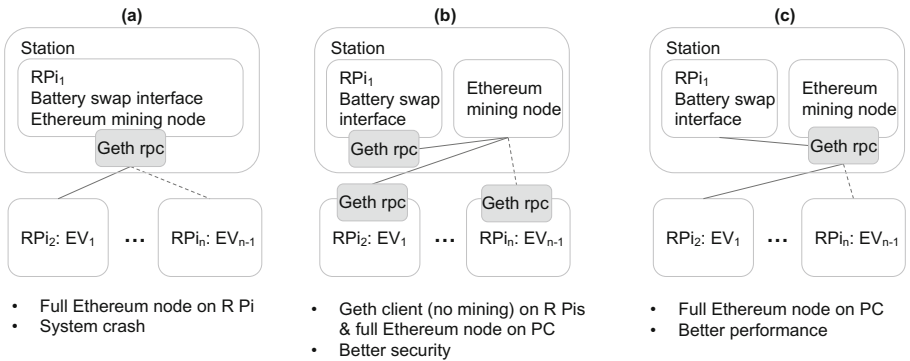 (a)
Station
RPi₁
Battery swap interface
Ethereum mining node
Geth rpc
RPi₂: EV₁
...
RPiₙ: EVₙ₋₁
• Full Ethereum node on R Pi
• System crash
(b)
Station
RPi₁
Battery swap
interface
Ethereum
mining node
Geth rpc
Geth rpc
Geth rpc
RPi₂: EV₁
...
RPiₙ: EVₙ₋₁
• Geth client (no mining) on R Pis
& full Ethereum node on PC
• Better security
(c)
Station
RPi₁
Battery swap
interface
Ethereum
mining node
Geth rpc
RPi₂: EV₁
...
RPiₙ: EVₙ₋₁
• Full Ethereum node on PC
• Better performance